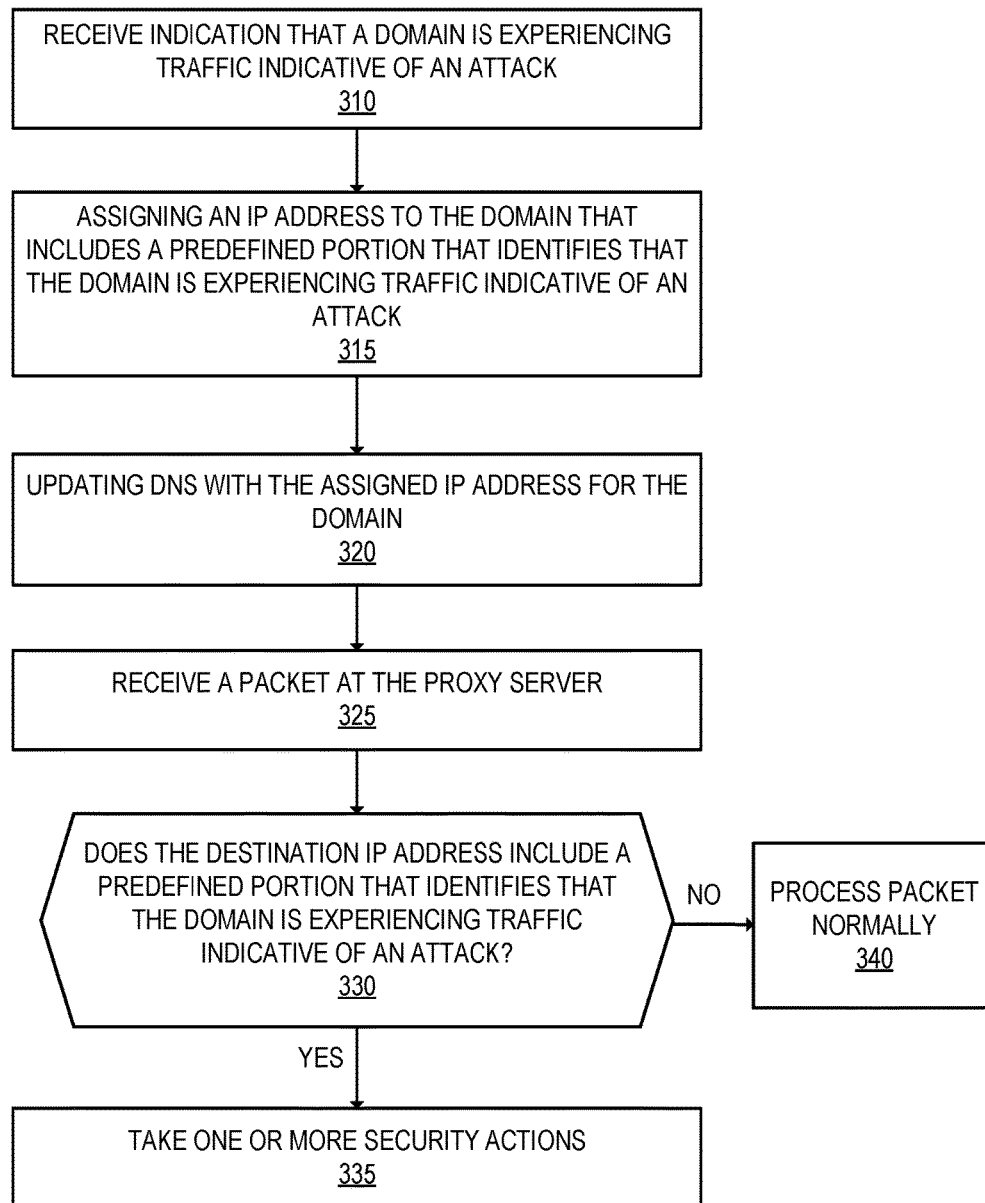 RECEIVE INDICATION THAT A DOMAIN IS EXPERIENCING
TRAFFIC INDICATIVE OF AN ATTACK
310
ASSIGNING AN IP ADDRESS TO THE DOMAIN THAT
INCLUDES A PREDEFINED PORTION THAT IDENTIFIES THAT
THE DOMAIN IS EXPERIENCING TRAFFIC INDICATIVE OF AN
ATTACK
315
UPDATING DNS WITH THE ASSIGNED IP ADDRESS FOR THE
DOMAIN
320
RECEIVE A PACKET AT THE PROXY SERVER
325
DOES THE DESTINATION IP ADDRESS INCLUDE A
PREDEFINED PORTION THAT IDENTIFIES THAT
THE DOMAIN IS EXPERIENCING TRAFFIC
INDICATIVE OF AN ATTACK?
330
NO
PROCESS PACKET
NORMALLY
340
YES
TAKE ONE OR MORE SECURITY ACTIONS
335